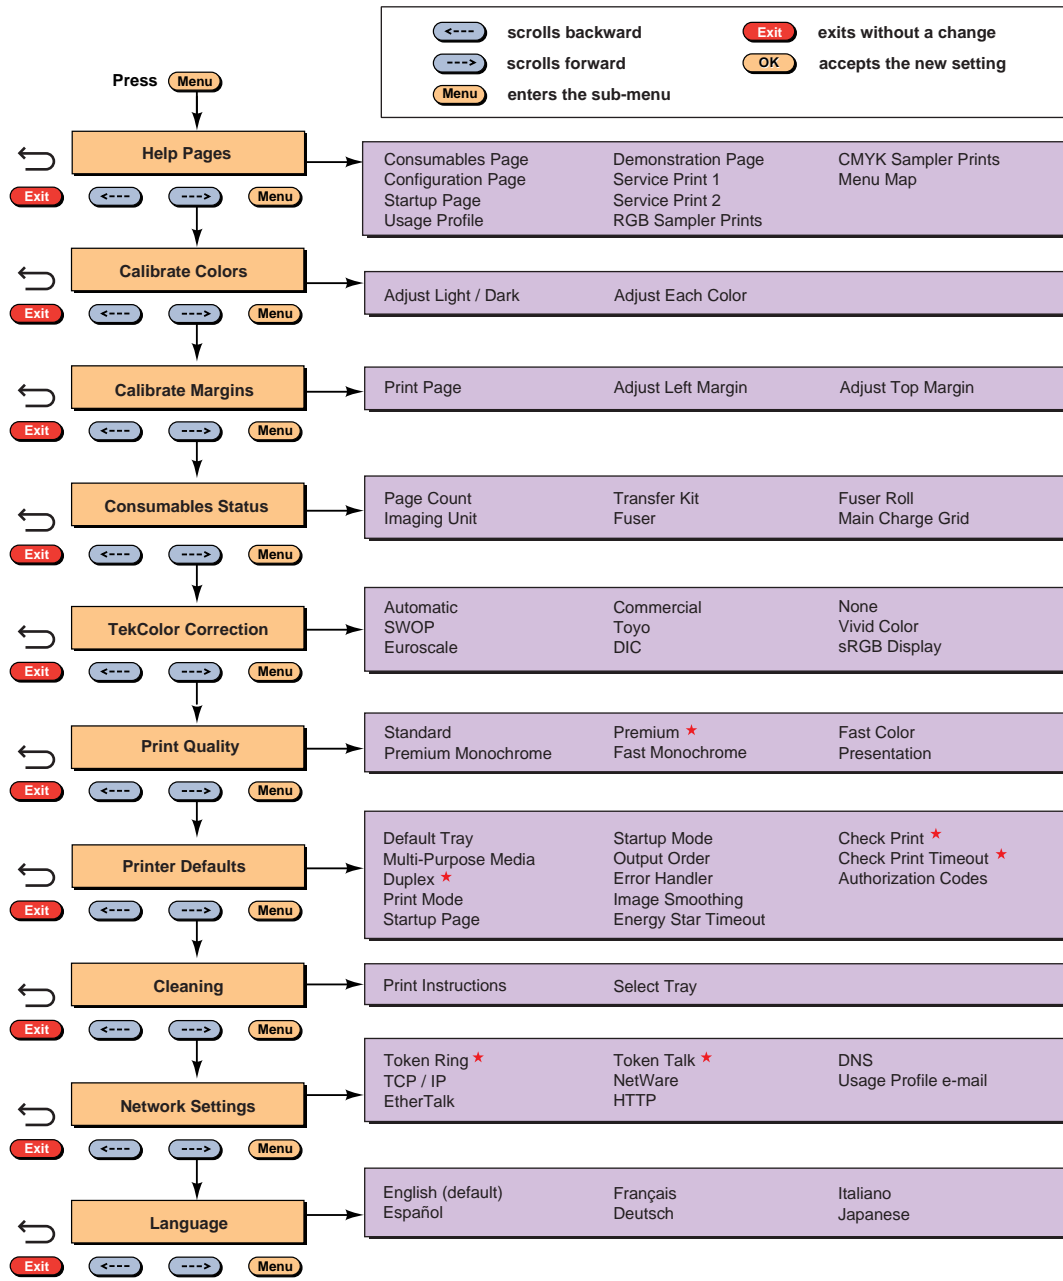 <--- scrolls backward
Exit exits without a change
---> scrolls forward
OK accepts the new setting
Menu enters the sub-menu
Press Menu
Help Pages
Consumables Page
Configuration Page
Startup Page
Usage Profile
Demonstration Page
Service Print 1
Service Print 2
RGB Sampler Prints
CMYK Sampler Prints
Menu Map
Exit <--- ---> Menu
Calibrate Colors
Adjust Light / Dark
Adjust Each Color
Exit <--- ---> Menu
Calibrate Margins
Print Page
Adjust Left Margin
Adjust Top Margin
Exit <--- ---> Menu
Consumables Status
Page Count
Imaging Unit
Transfer Kit
Fuser
Fuser Roll
Main Charge Grid
Exit <--- ---> Menu
TekColor Correction
Automatic
SWOP
Euroscale
Commercial
Toyo
DIC
None
Vivid Color
sRGB Display
Exit <--- ---> Menu
Print Quality
Standard
Premium Monochrome
Premium ★
Fast Monochrome
Fast Color
Presentation
Exit <--- ---> Menu
Printer Defaults
Default Tray
Multi-Purpose Media
Duplex ★
Print Mode
Startup Page
Startup Mode
Output Order
Error Handler
Image Smoothing
Energy Star Timeout
Check Print ★
Check Print Timeout ★
Authorization Codes
Exit <--- ---> Menu
Cleaning
Print Instructions
Select Tray
Exit <--- ---> Menu
Network Settings
Token Ring ★
TCP / IP
EtherTalk
Token Talk ★
NetWare
HTTP
DNS
Usage Profile e-mail
Exit <--- ---> Menu
Language
English (default)
Español
Français
Deutsch
Italiano
Japanese
Exit <--- ---> Menu